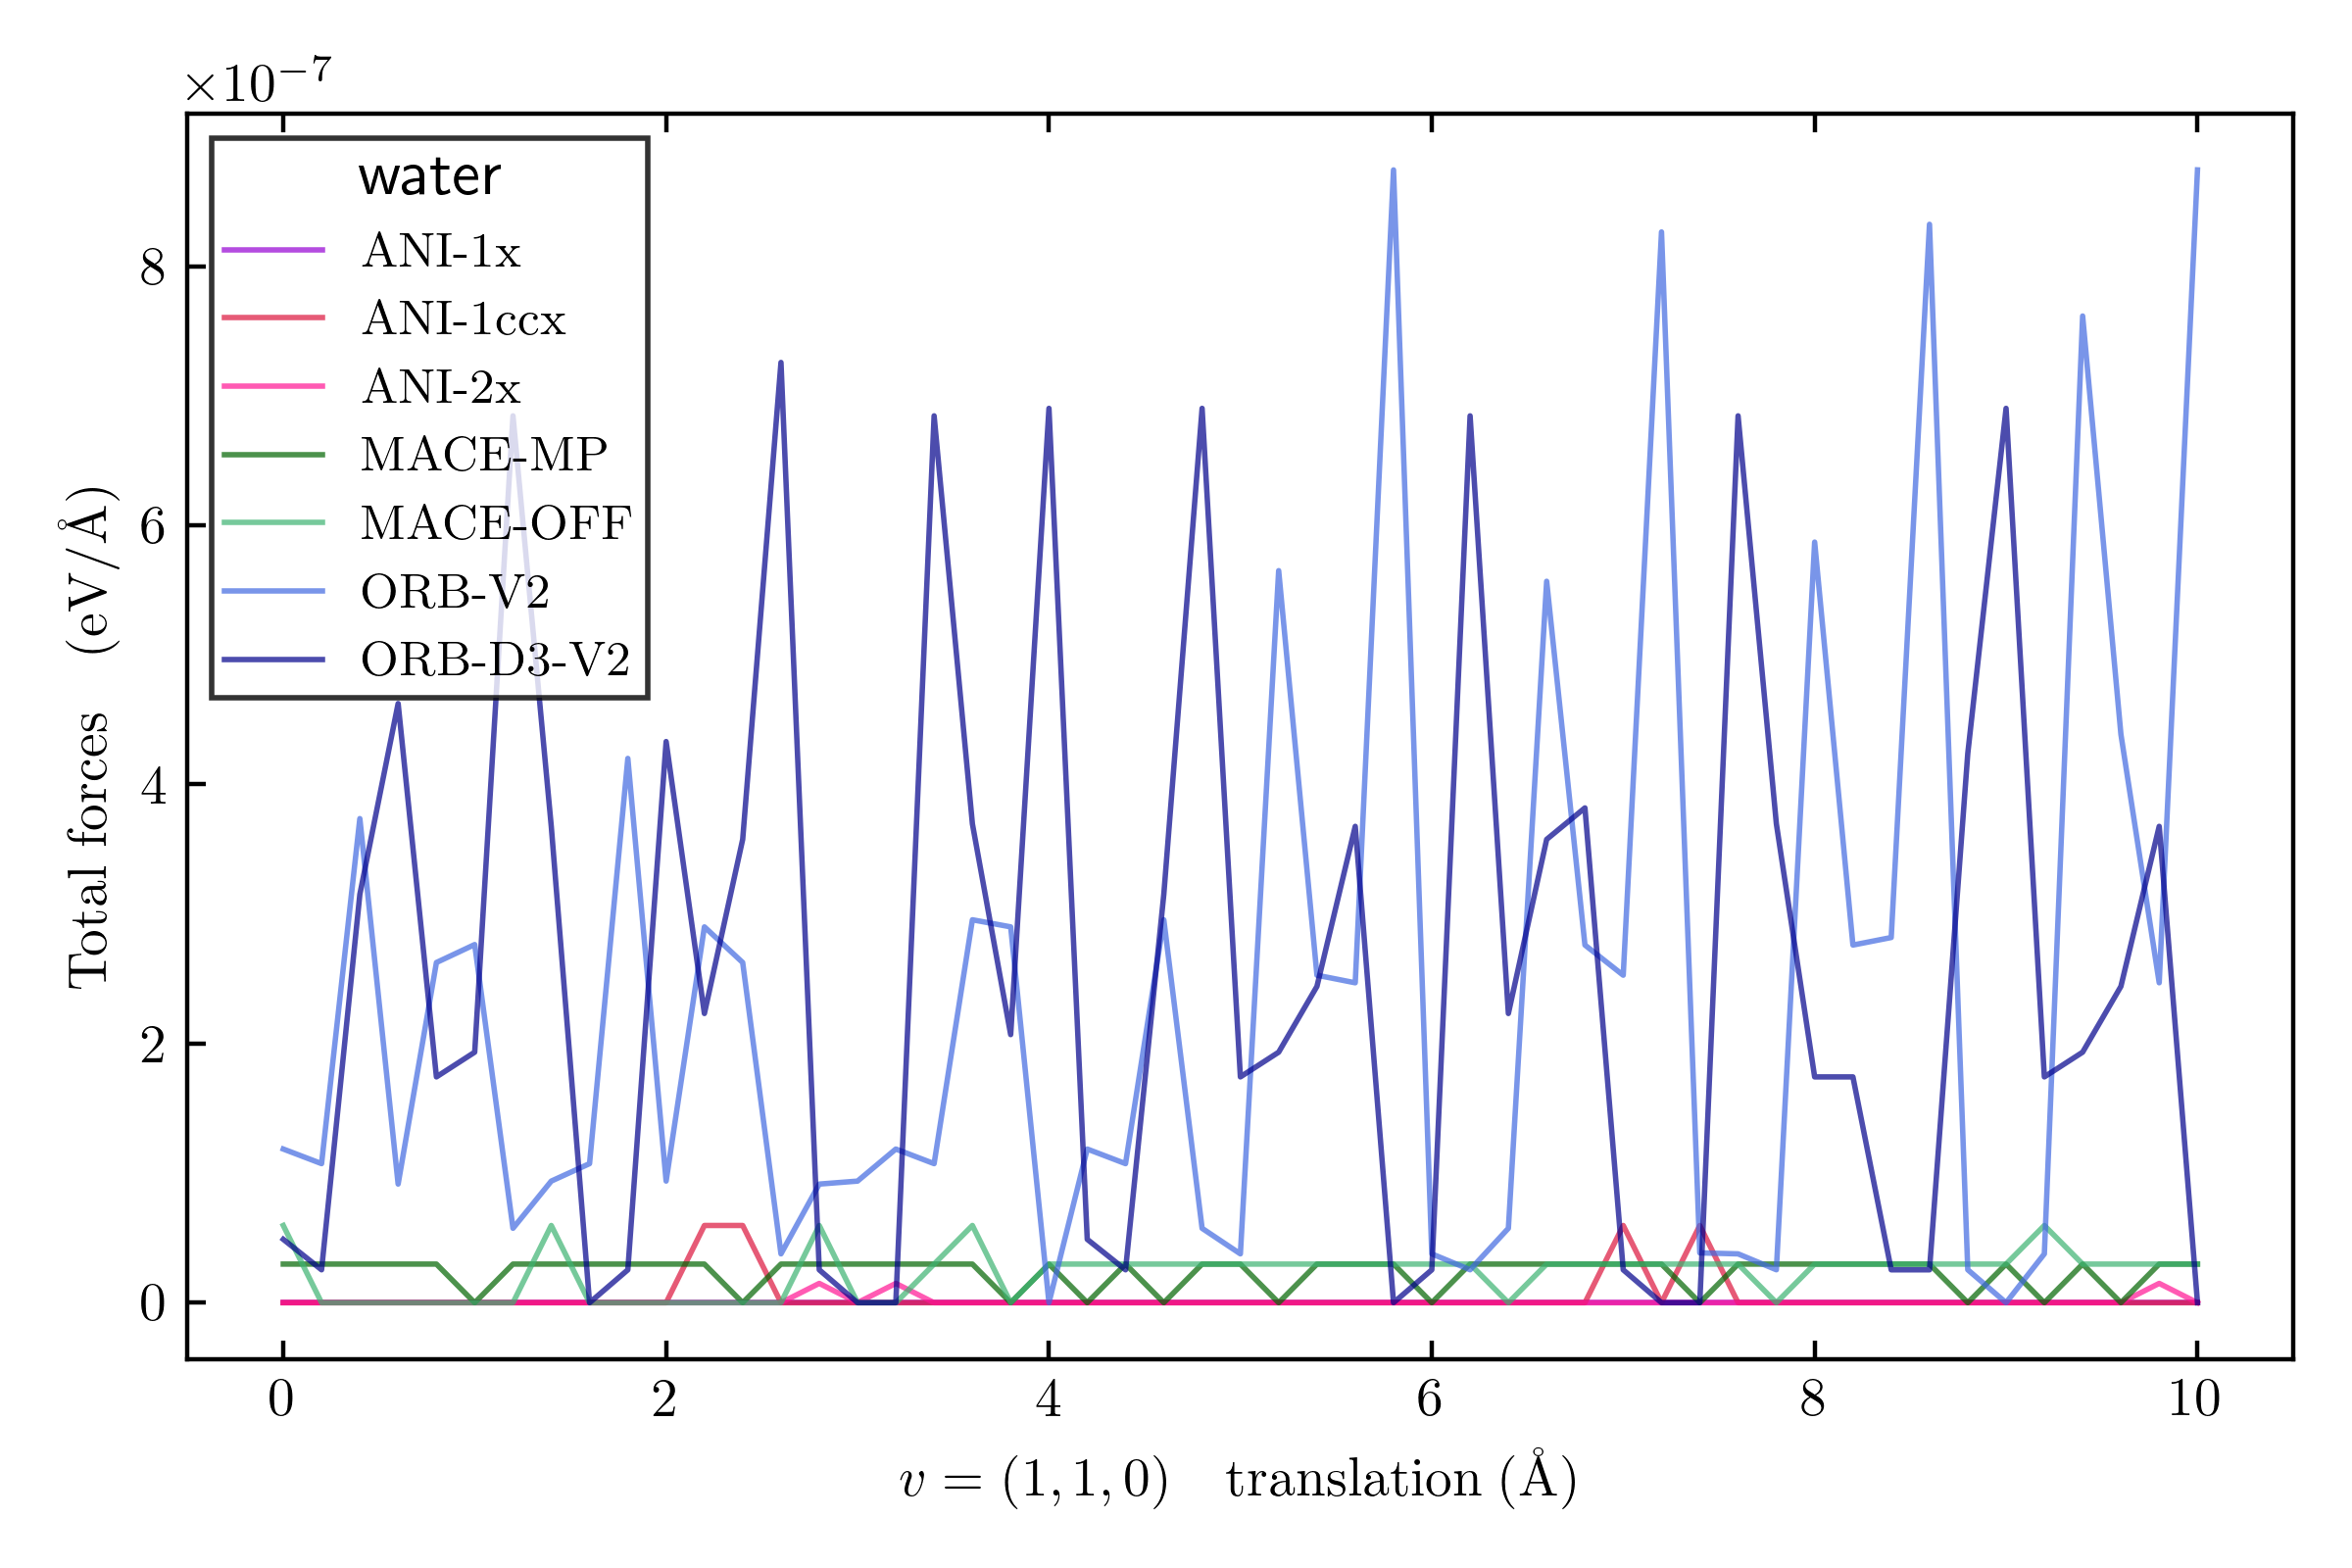 ×10⁻⁷
water
ANI-1x
ANI-1ccx
ANI-2x
MACE-MP
MACE-OFF
ORB-V2
ORB-D3-V2
Total forces (eV/Å)
8
6
4
2
0
0 2 4 6 8 10
v = (1, 1, 0) translation (Å)